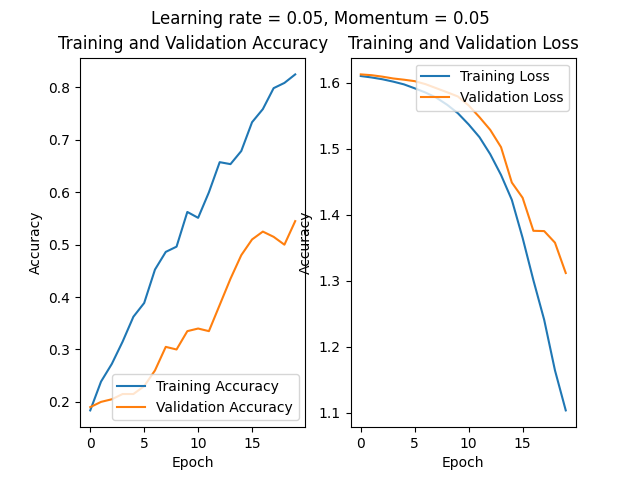 Learning rate = 0.05, Momentum = 0.05
Training and Validation Accuracy
Accuracy
0.8
0.7
0.6
0.5
0.4
0.3
0.2
Training Accuracy
Validation Accuracy
0
5
10
15
Epoch
Training and Validation Loss
Accuracy
1.6
1.5
1.4
1.3
1.2
1.1
Training Loss
Validation Loss
0
5
10
15
Epoch